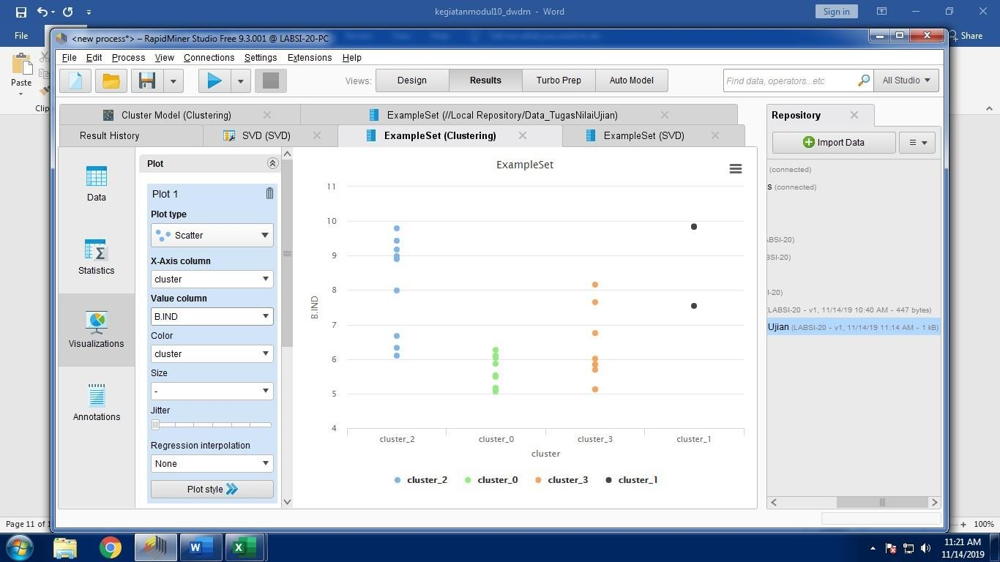 kegiatanmodul10_dwdm - Word
Sign in
File
Share
<new process*> – RapidMiner Studio Free 9.3.001 @ LABSI-20-PC
File Edit Process View Connections Settings Extensions Help
Paste
Clip
Views:
Design
Results
Turbo Prep
Auto Model
Find data, operators...etc
All Studio
Cluster Model (Clustering)
ExampleSet (//Local Repository/Data_TugasNilaiUjian)
Result History
SVD (SVD)
ExampleSet (Clustering)
ExampleSet (SVD)
Repository
Import Data
(connected)
s (connected)
ABSI-20)
BSI-20)
I-20)
LABSI-20 - v1, 11/14/19 10:40 AM - 447 bytes)
Ujian (LABSI-20 - v1, 11/14/19 11:14 AM - 1 kB)
Data
Statistics
Visualizations
Annotations
Plot
Plot 1
Plot type
Scatter
X-Axis column
cluster
Value column
B.IND
Color
cluster
Size
-
Jitter
Regression interpolation
None
Plot style
ExampleSet
11
10
9
8
7
6
5
4
B.IND
cluster_2 cluster_0 cluster_3 cluster_1
cluster
cluster_2 cluster_0 cluster_3 cluster_1
Page 11 of 1
100%
11:21 AM
11/14/2019